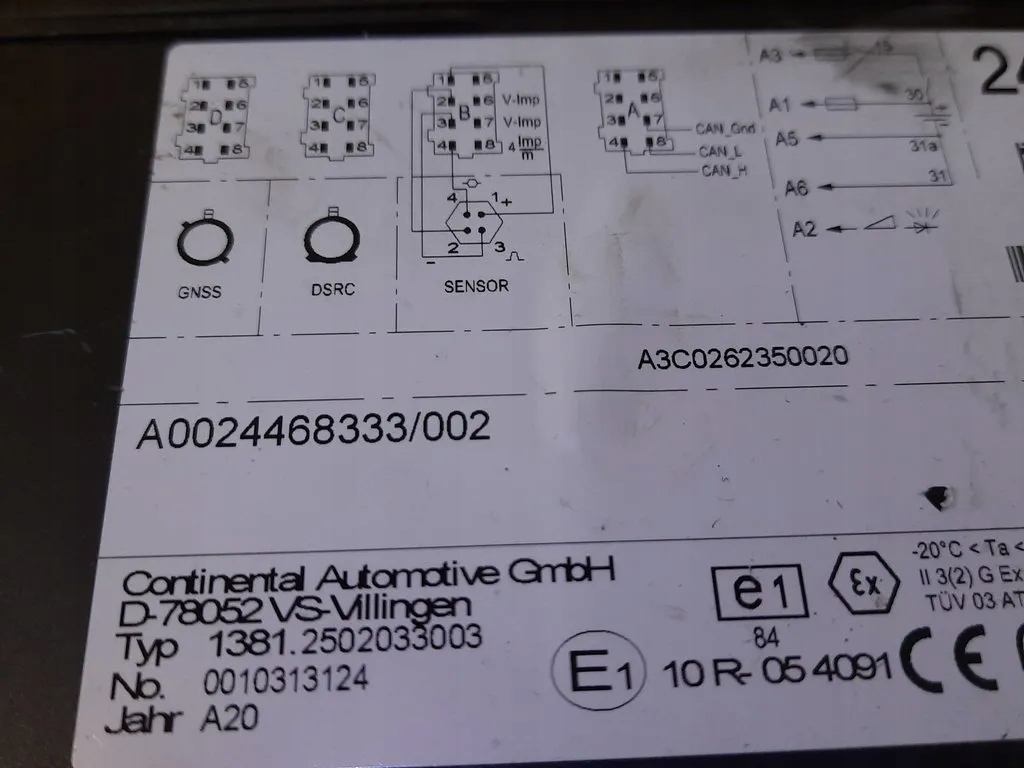 1 5
2 6
D
3 7
4 8
1 5
2 6
C
3 7
4 8
1 5
2 6 V-Imp
B
3 7 V-Imp
4 8 4 Imp/m
1 5
2 6
A
3 7 CAN_Gnd
4 8 CAN_L
CAN_H
A3 15
A1 30
A5 31a
A6 31
A2
24
4 1 +
2 3
-
GNSS
DSRC
SENSOR
A3C0262350020
A0024468333/002
Continental Automotive GmbH
D-78052 VS-Villingen
Typ 1381.2502033003
No. 0010313124
Jahr A20
e1
84
Ex
-20°C < Ta <
II 3(2) G Ex
TÜV 03 AT
E1 10 R-05 4091
CE